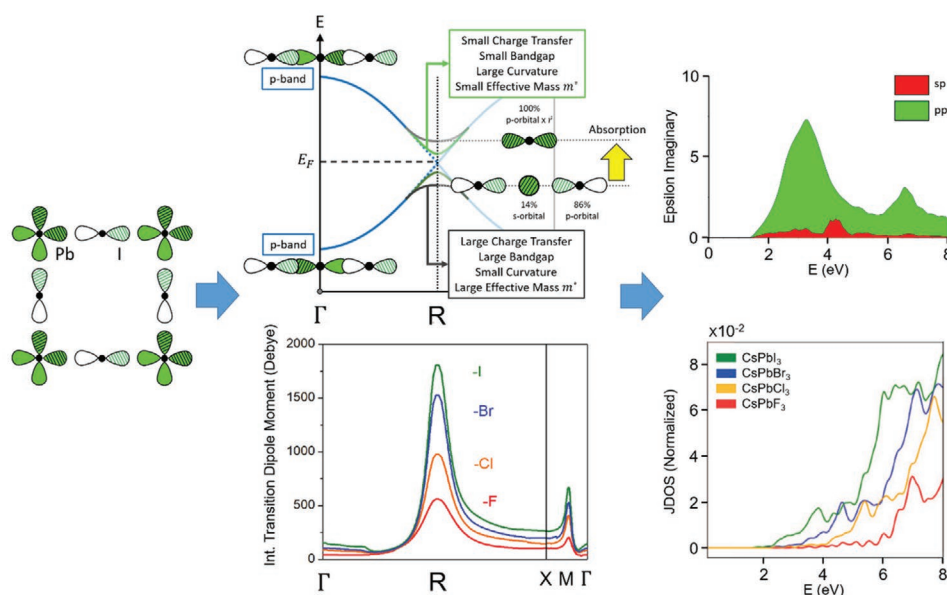 Pb
I
E
p-band
E_F
p-band
Γ
R
Small Charge Transfer
Small Bandgap
Large Curvature
Small Effective Mass m*
100%
p-orbital x r²
Absorption
14%
s-orbital
86%
p-orbital
Large Charge Transfer
Large Bandgap
Small Curvature
Large Effective Mass m*
Epsilon Imaginary
10
5
0
0
2
4
6
8
E (eV)
sp
pp
Int. Transition Dipole Moment (Debye)
2000
1500
1000
500
0
-I
-Br
-Cl
-F
Γ
R
X
M
Γ
x10⁻²
JDOS (Normalized)
8
6
4
2
0
CsPbI₃
CsPbBr₃
CsPbCl₃
CsPbF₃
2
4
6
8
E (eV)